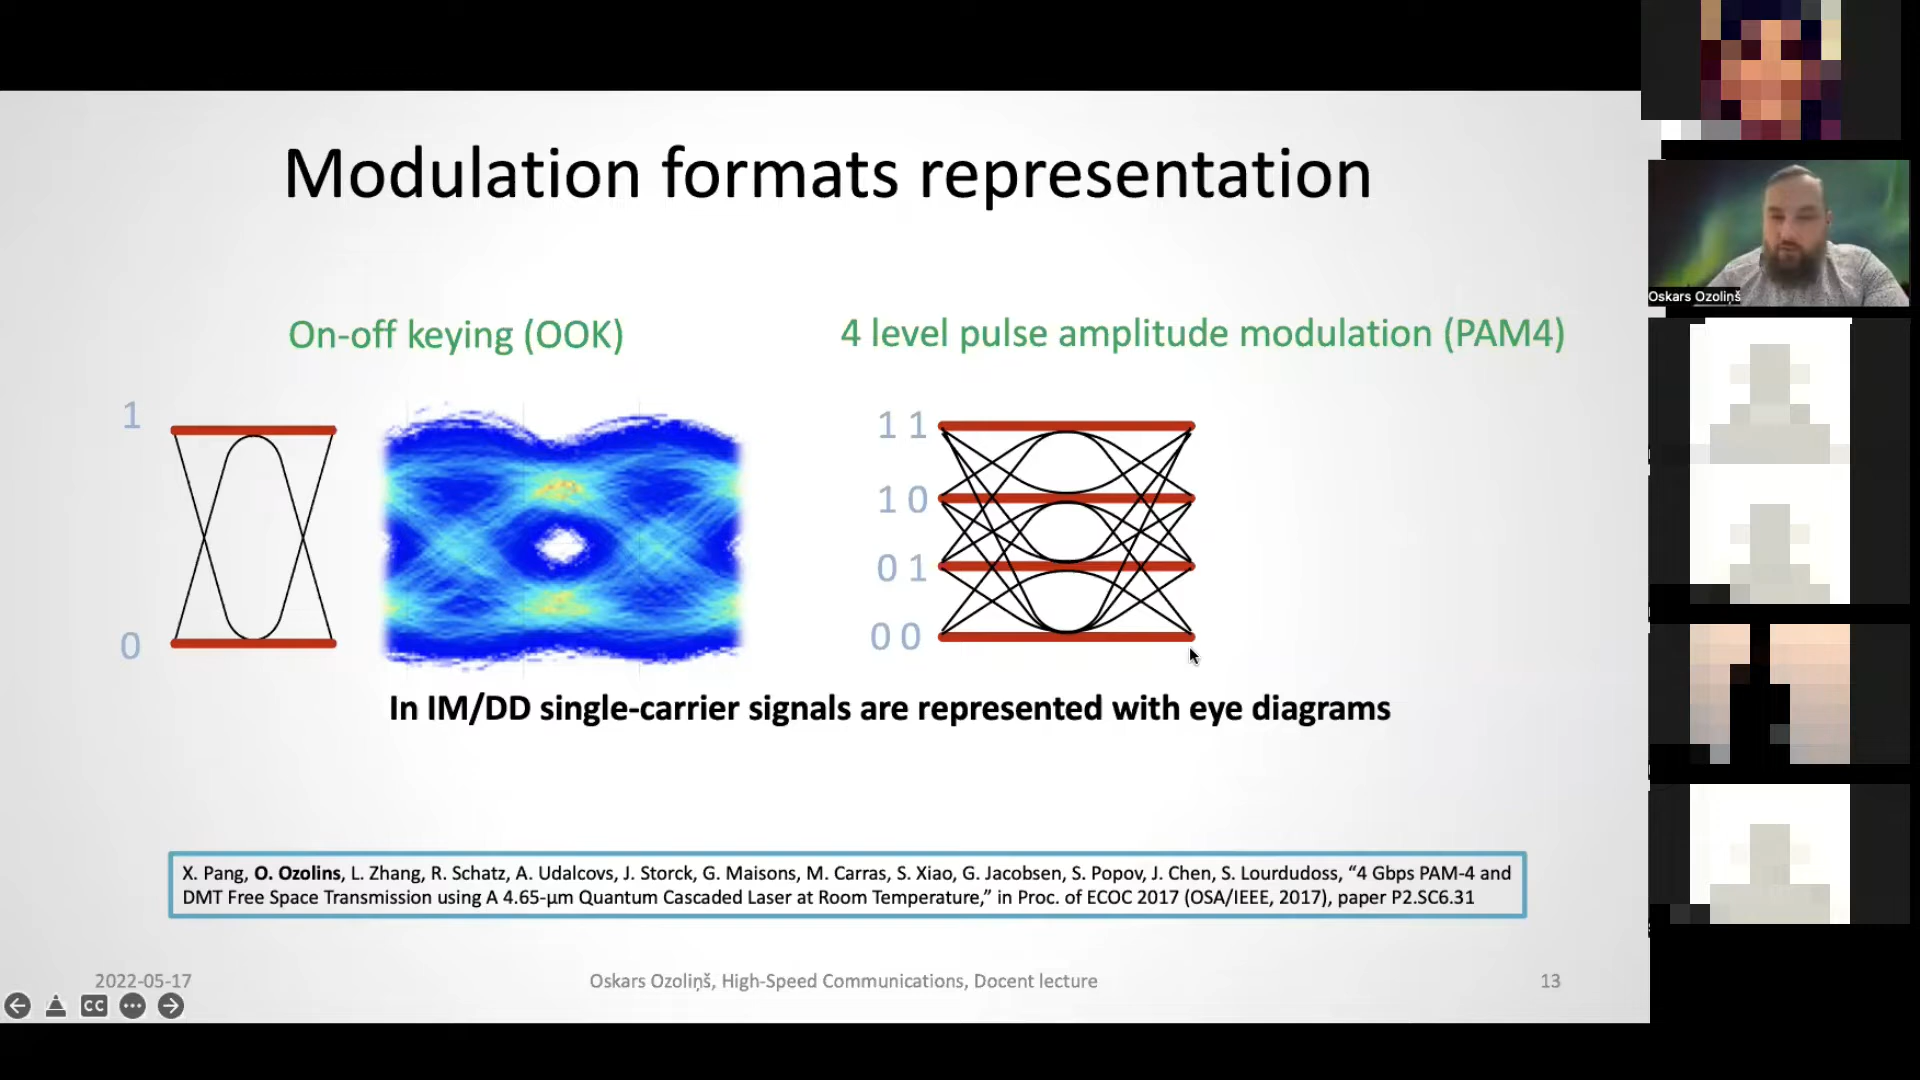 Modulation formats representation
On-off keying (OOK)
4 level pulse amplitude modulation (PAM4)
1
0
1 1
1 0
0 1
0 0
In IM/DD single-carrier signals are represented with eye diagrams
X. Pang, O. Ozolins, L. Zhang, R. Schatz, A. Udalcovs, J. Storck, G. Maisons, M. Carras, S. Xiao, G. Jacobsen, S. Popov, J. Chen, S. Lourdudoss, “4 Gbps PAM-4 and
DMT Free Space Transmission using A 4.65-µm Quantum Cascaded Laser at Room Temperature,” in Proc. of ECOC 2017 (OSA/IEEE, 2017), paper P2.SC6.31
2022-05-17
Oskars Ozoliņš, High-Speed Communications, Docent lecture
13
CC
Oskars Ozoliņš